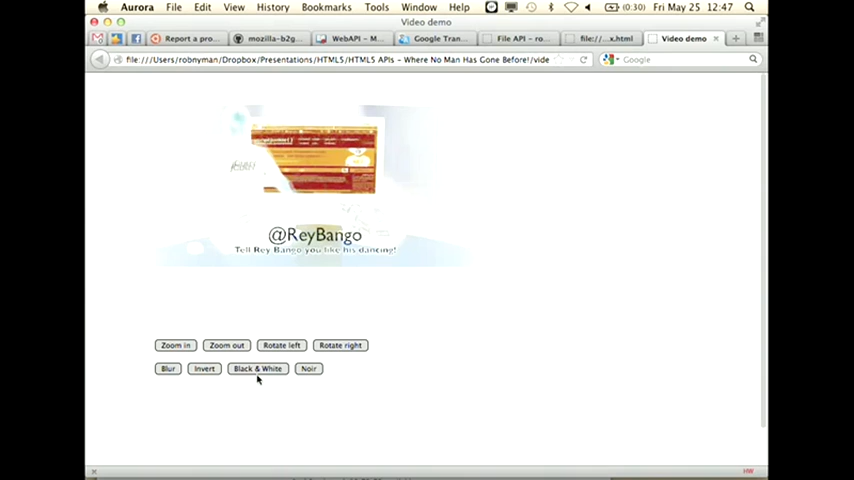 Aurora File Edit View History Bookmarks Tools Window Help (0:30) Fri May 25 12:47
Video demo
Report a pro... mozilla-b2g... WebAPI - M... Google Tran... File API - ro... file://...x.html Video demo
file:///Users/robnyman/Dropbox/Presentations/HTML5/HTML5 APIs - Where No Man Has Gone Before!/vide Google
@ReyBango
Tell Rey Bango you like his dancing!
Zoom in Zoom out Rotate left Rotate right
Blur Invert Black & White Noir
HW